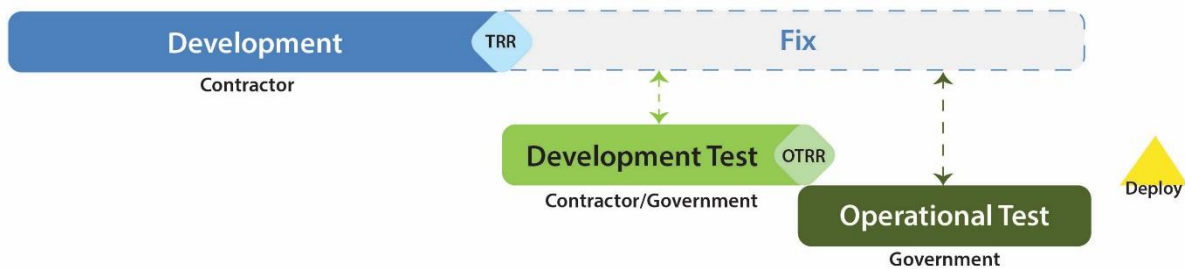 Development
TRR
Fix
Contractor
Development Test
OTRR
Contractor/Government
Deploy
Operational Test
Government